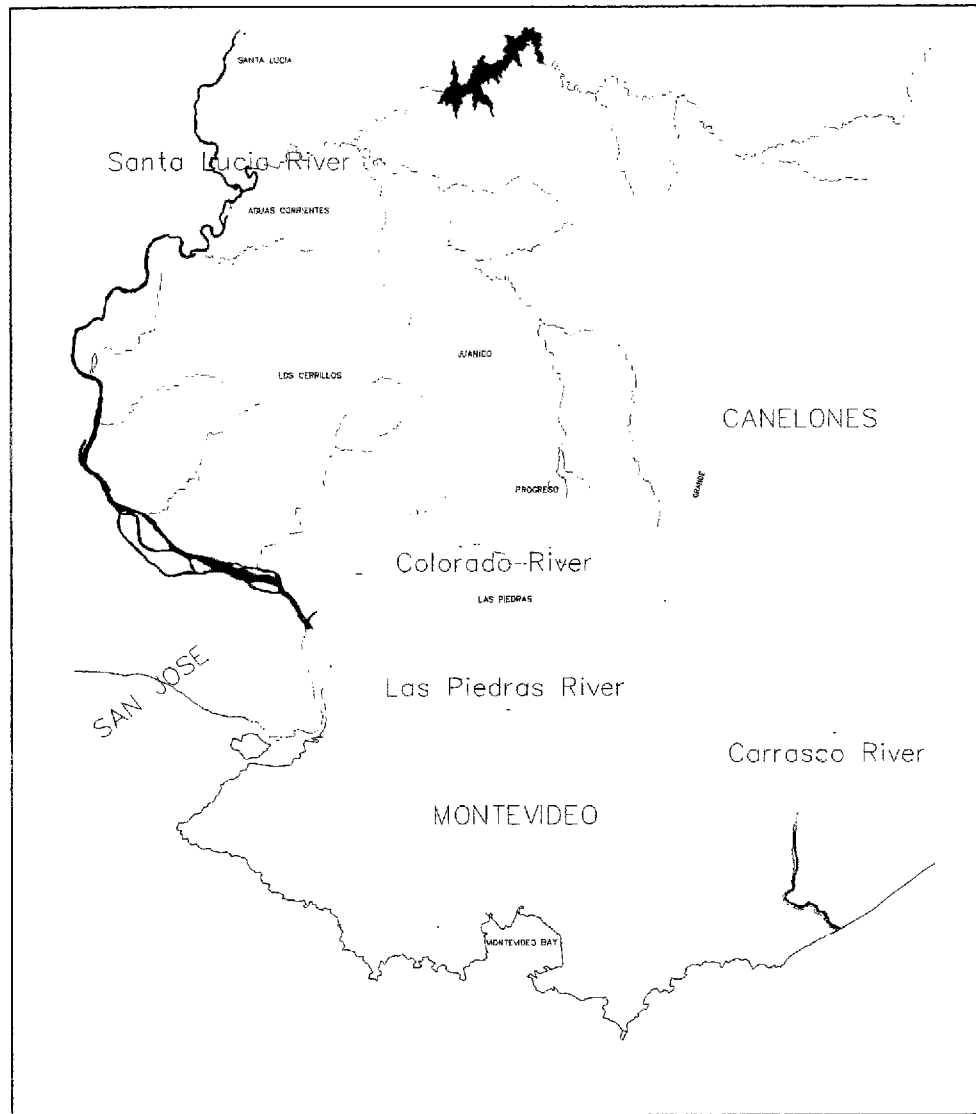 SANTA LUCIA
Santa Lucia River
AGUAS CORRIENTES
JUANICO
LOS CERRILLOS
CANELONES
PROGRESO
GRANDE
Colorado-River
LAS PIEDRAS
SAN JOSE
Las Piedras River
Carrasco River
MONTEVIDEO
MONTEVIDEO BAY